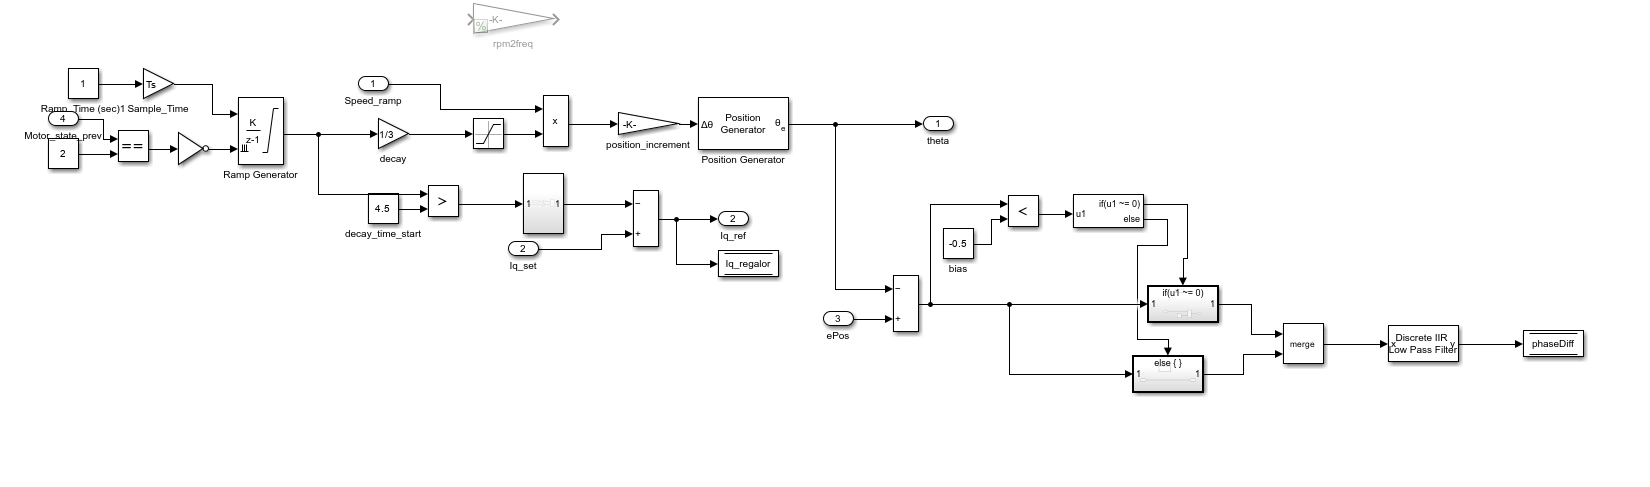 -K-
%
rpm2freq
1
Ts
Ramp_Time (sec)1
Sample_Time
4
Motor_state_prev
2
==
K
z-1
Ramp Generator
1
Speed_ramp
1/3
decay
x
-K-
position_increment
Δθ
Position
Generator
θe
Position Generator
1
theta
4.5
decay_time_start
>
1
1
2
Iq_set
−
+
2
Iq_ref
Iq_regalor
-0.5
bias
<
u1
if(u1 ~= 0)
else
3
ePos
−
+
if(u1 ~= 0)
1
1
else { }
1
1
merge
x
Discrete IIR
Low Pass Filter
y
phaseDiff